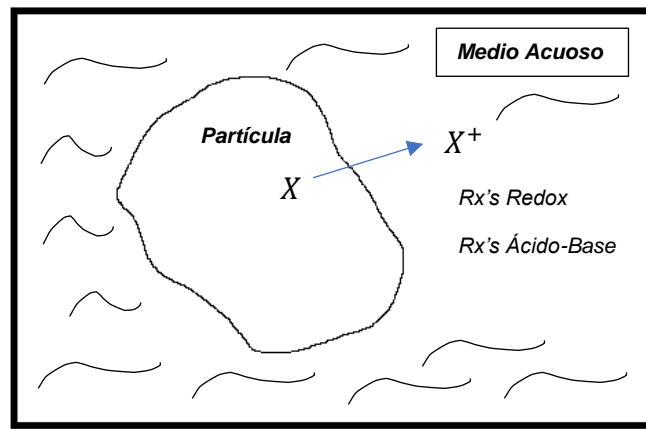 Medio Acuoso
Partícula
X⁺
X
Rx's Redox
Rx's Ácido-Base